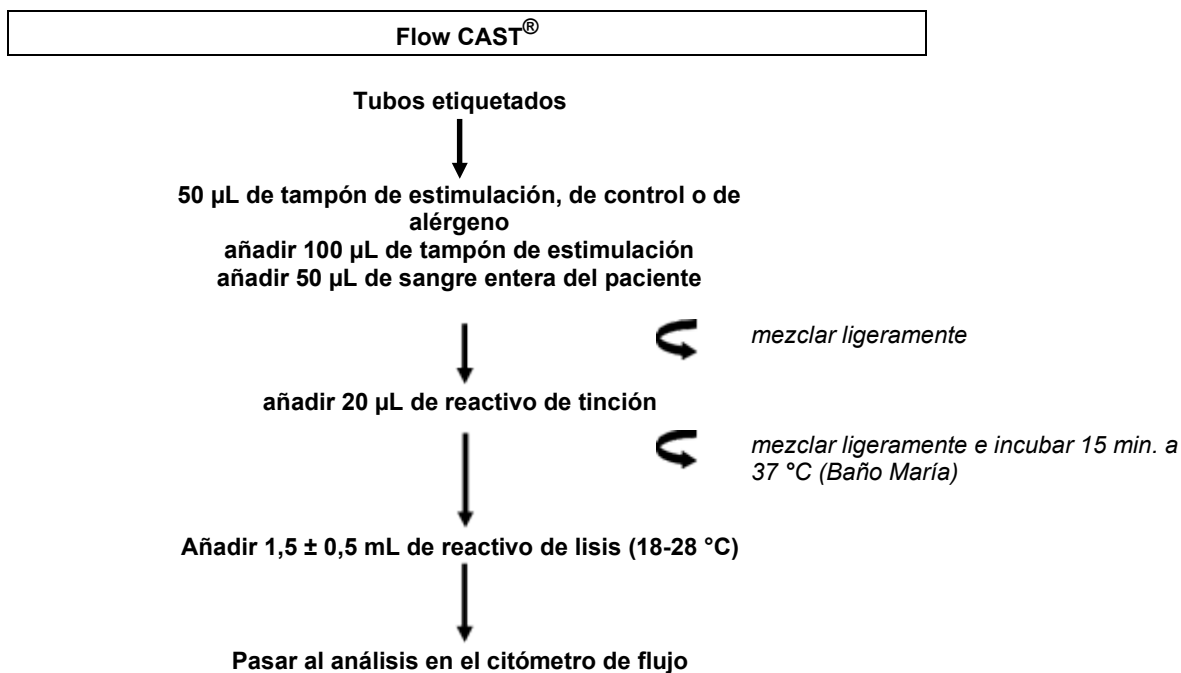 Flow CAST®
Tubos etiquetados
50 µL de tampón de estimulación, de control o de
alérgeno
añadir 100 µL de tampón de estimulación
añadir 50 µL de sangre entera del paciente
mezclar ligeramente
añadir 20 µL de reactivo de tinción
mezclar ligeramente e incubar 15 min. a
37 °C (Baño María)
Añadir 1,5 ± 0,5 mL de reactivo de lisis (18-28 °C)
Pasar al análisis en el citómetro de flujo